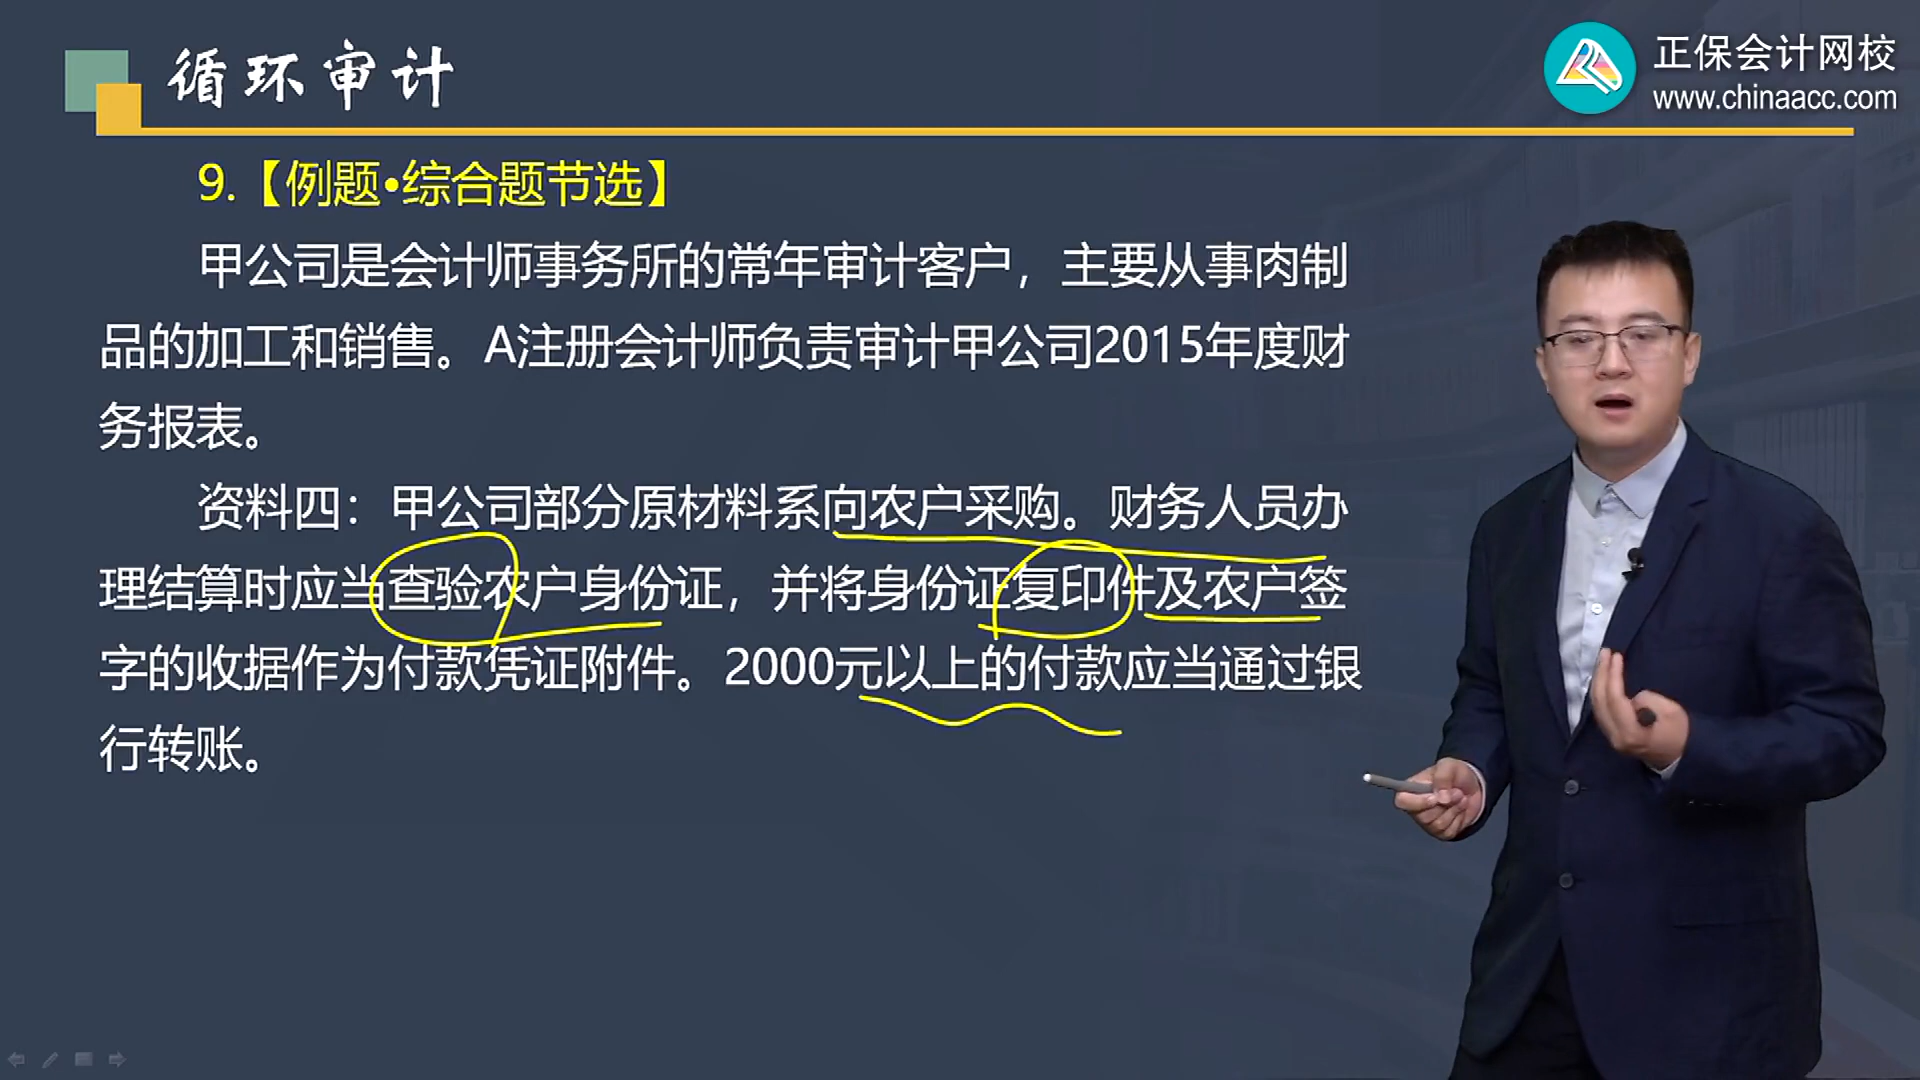 循环审计
正保会计网校
www.chinaacc.com
9.【例题•综合题节选】
甲公司是会计师事务所的常年审计客户，主要从事肉制
品的加工和销售。A注册会计师负责审计甲公司2015年度财
务报表。
资料四：甲公司部分原材料系向农户采购。财务人员办
理结算时应当查验农户身份证，并将身份证复印件及农户签
字的收据作为付款凭证附件。2000元以上的付款应当通过银
行转账。